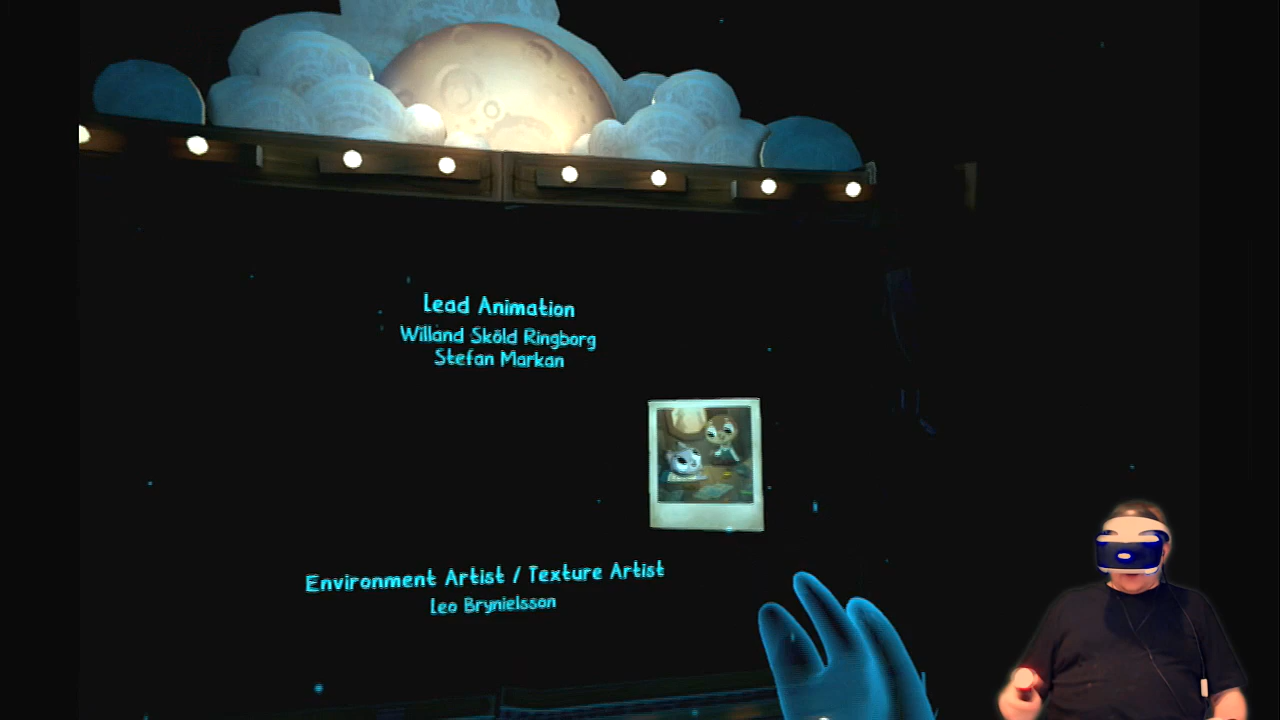 Lead Animation
Willand Sköld Ringborg
Stefan Markan
Environment Artist / Texture Artist
Leo Brynielsson